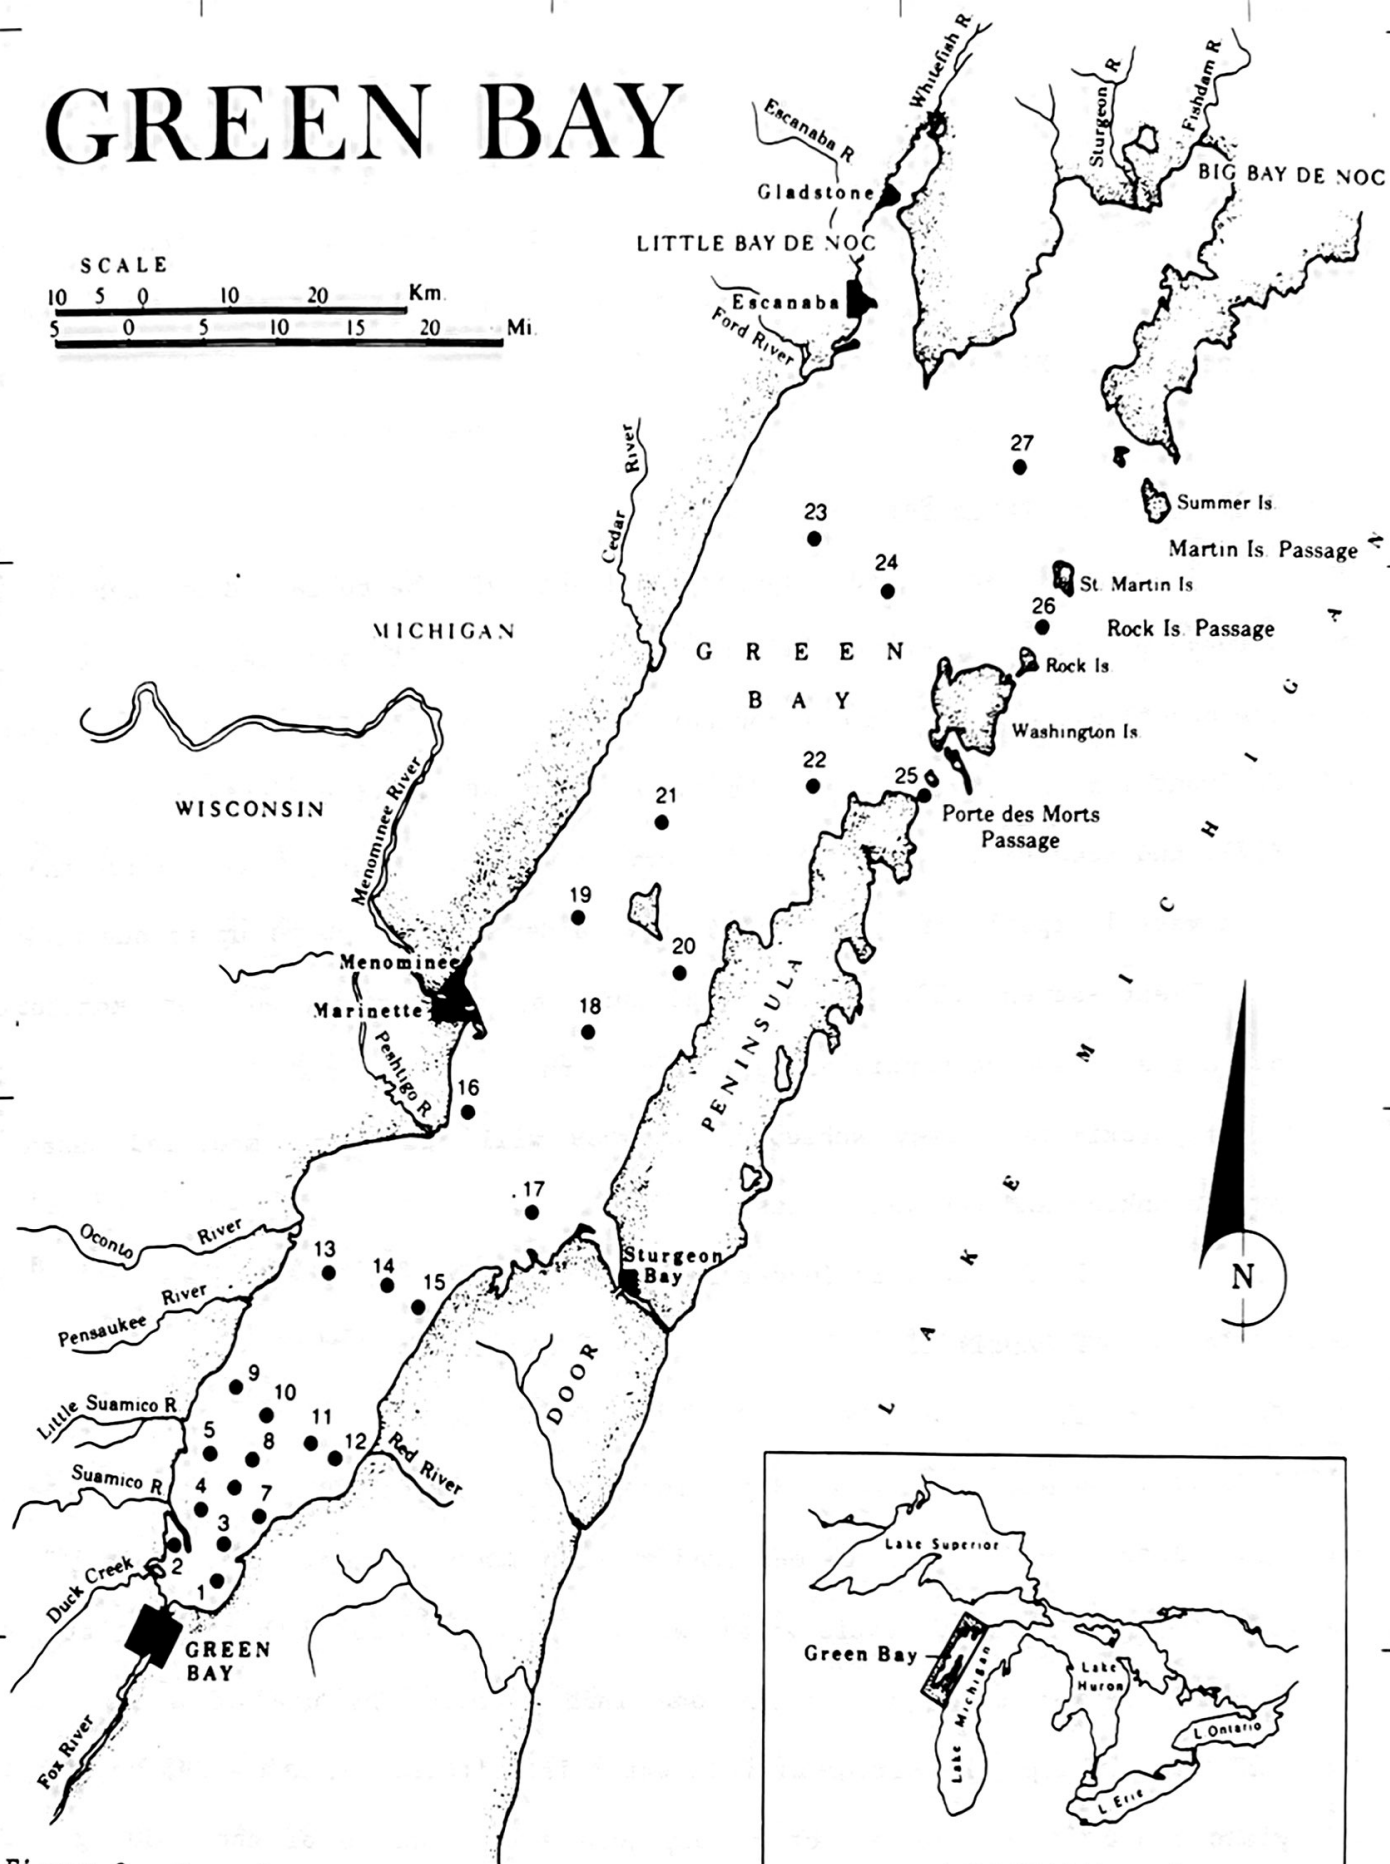 GREEN BAY
SCALE
10 5 0 10 20 Km.
5 0 5 10 15 20 Mi.
Whitefish R
Sturgeon R
Fishdam R
Escanaba R
Gladstone
BIG BAY DE NOC
LITTLE BAY DE NOC
Escanaba
Ford River
Cedar River
27
23
Summer Is.
Martin Is. Passage
24
St. Martin Is
26
Rock Is. Passage
MICHIGAN
GREEN
BAY
Rock Is.
Washington Is.
Menominee River
WISCONSIN
22
25
21
Porte des Morts
Passage
19
20
Menominee
Marinette
18
Peshtigo R
16
PENINSULA
LAKE MICHIGAN
17
Oconto River
13
14
15
Sturgeon
Bay
Pensaukee River
DOOR
N
9
10
Little Suamico R
11
5
8
12
Red River
Suamico R
4
7
3
Duck Creek
2
1
GREEN
BAY
Fox River
Lake Superior
Green Bay
Lake Michigan
Lake
Huron
L Ontario
L Erie